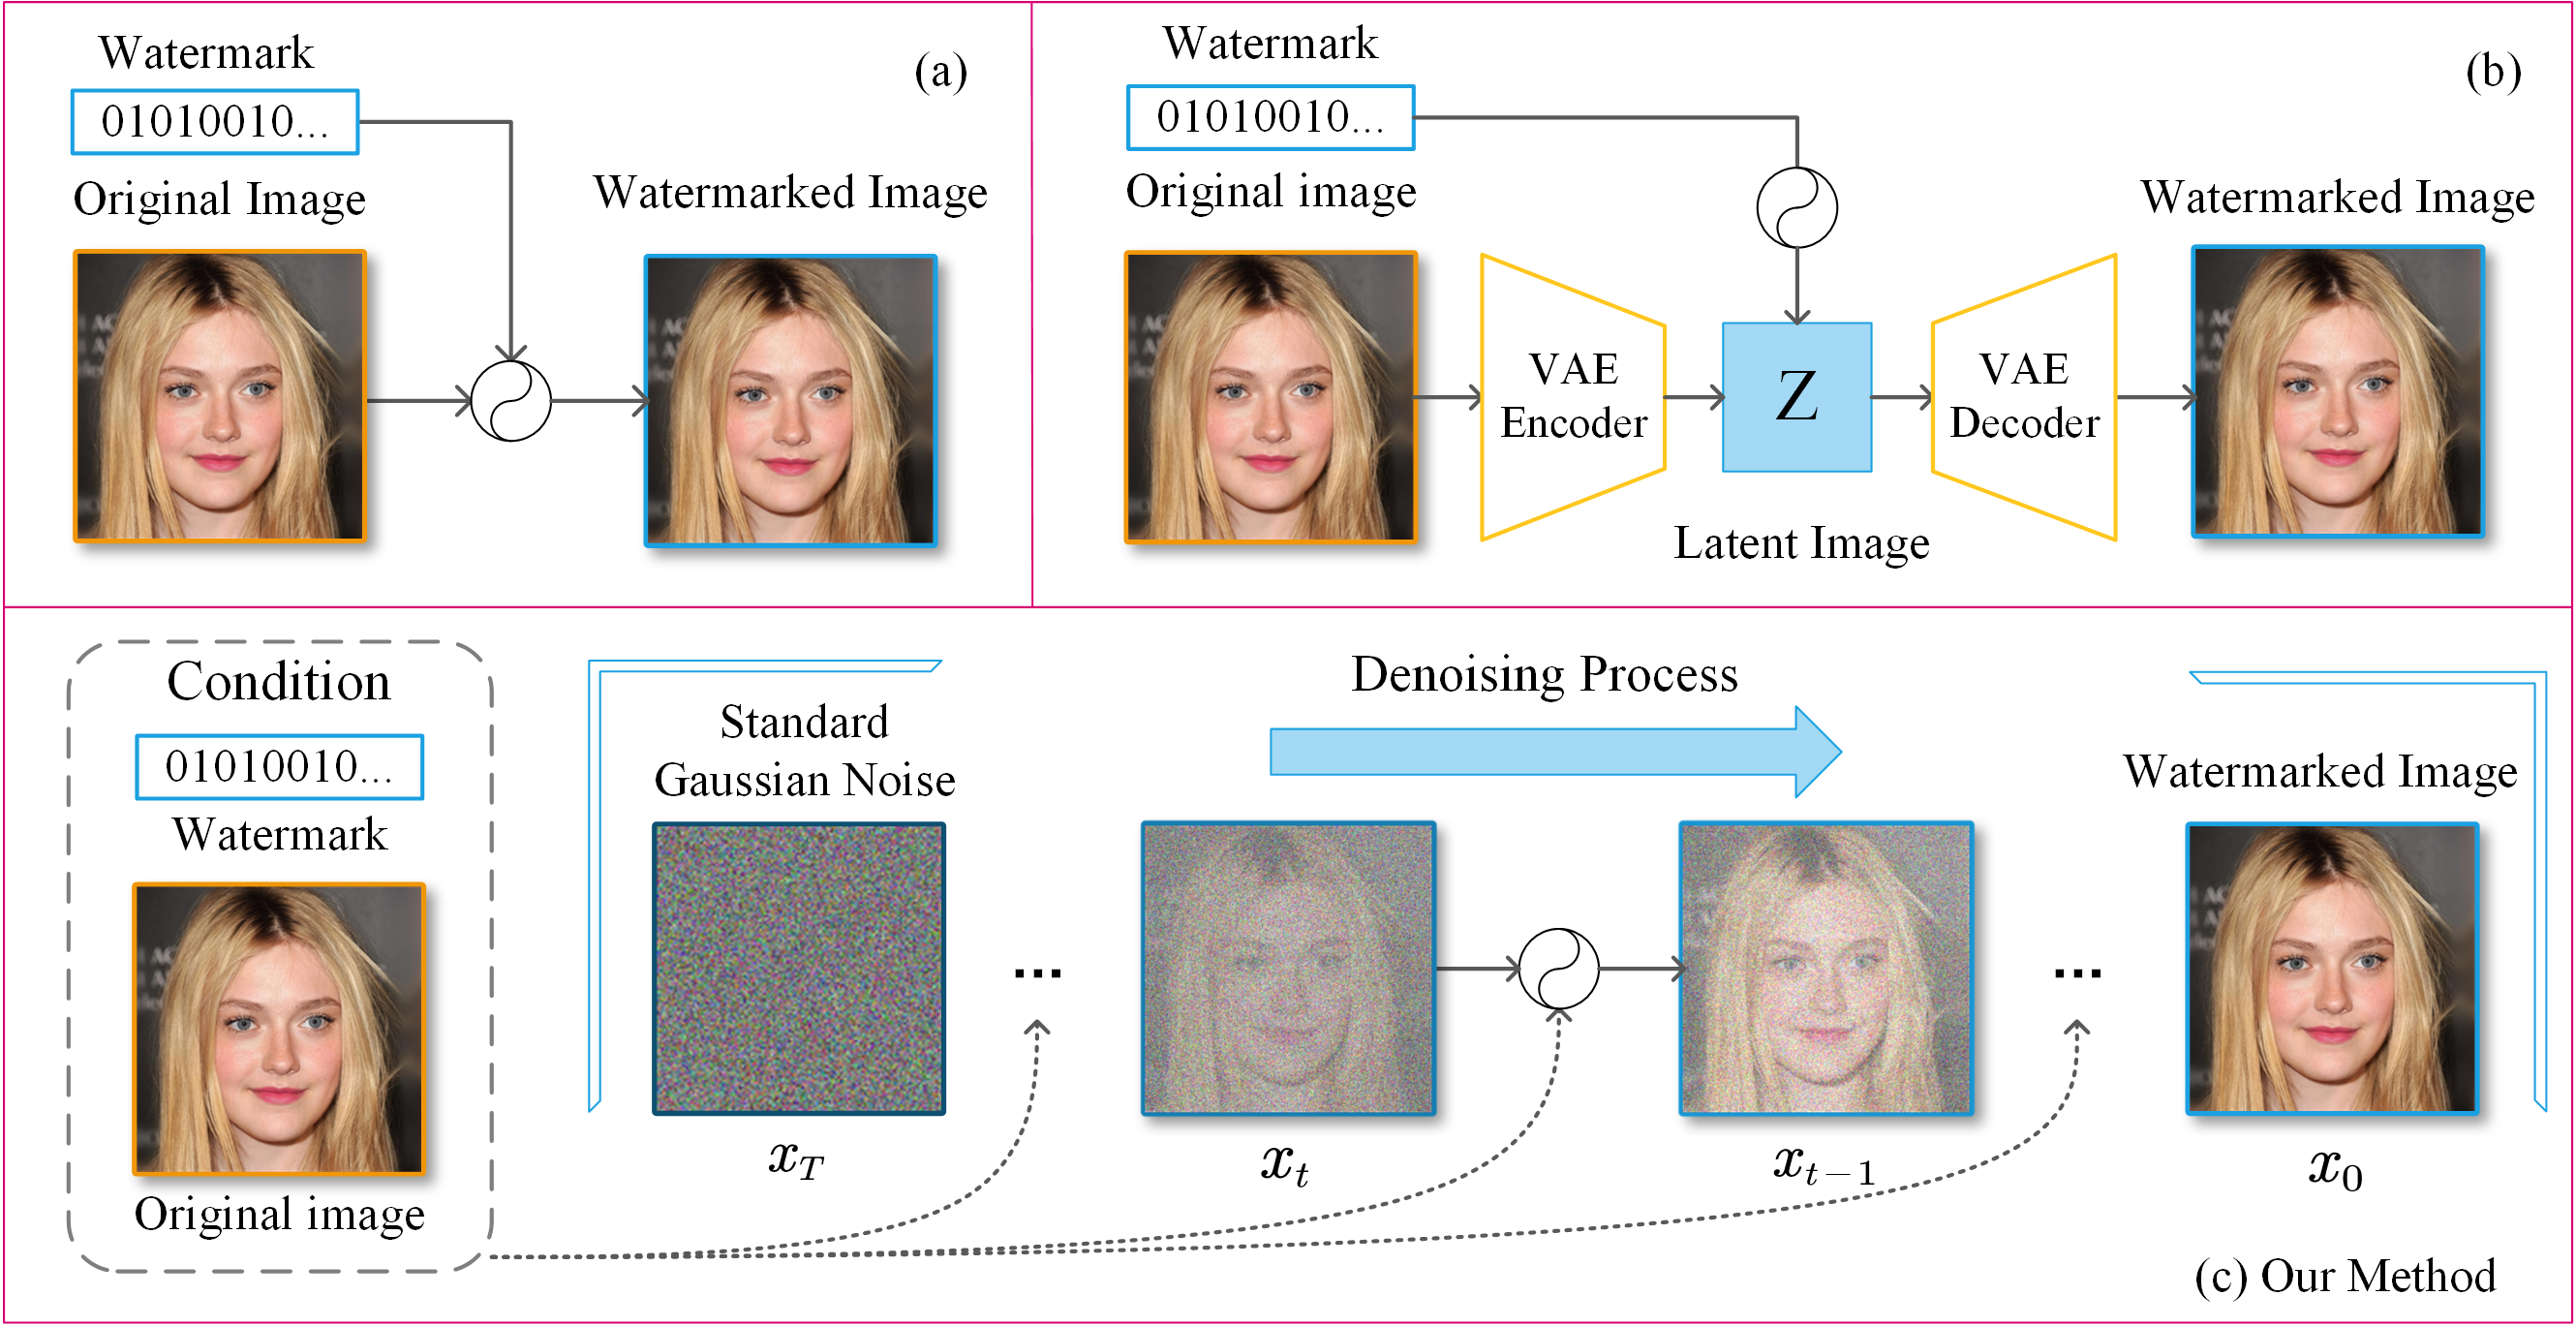 Watermark
(a)
01010010...
Original Image
Watermarked Image
Watermark
(b)
01010010...
Original image
Watermarked Image
VAE
Encoder
Z
VAE
Decoder
Latent Image
Condition
01010010...
Watermark
Original image
Standard
Gaussian Noise
Denoising Process
Watermarked Image
...
...
x_T
x_t
x_{t-1}
x_0
(c) Our Method